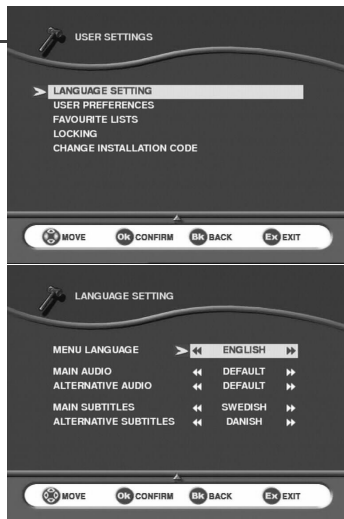 USER SETTINGS
LANGUAGE SETTING
USER PREFERENCES
FAVOURITE LISTS
LOCKING
CHANGE INSTALLATION CODE
MOVE Ok CONFIRM Bk BACK Ex EXIT
LANGUAGE SETTING
MENU LANGUAGE ENGLISH
MAIN AUDIO DEFAULT
ALTERNATIVE AUDIO DEFAULT
MAIN SUBTITLES SWEDISH
ALTERNATIVE SUBTITLES DANISH
MOVE Ok CONFIRM Bk BACK Ex EXIT